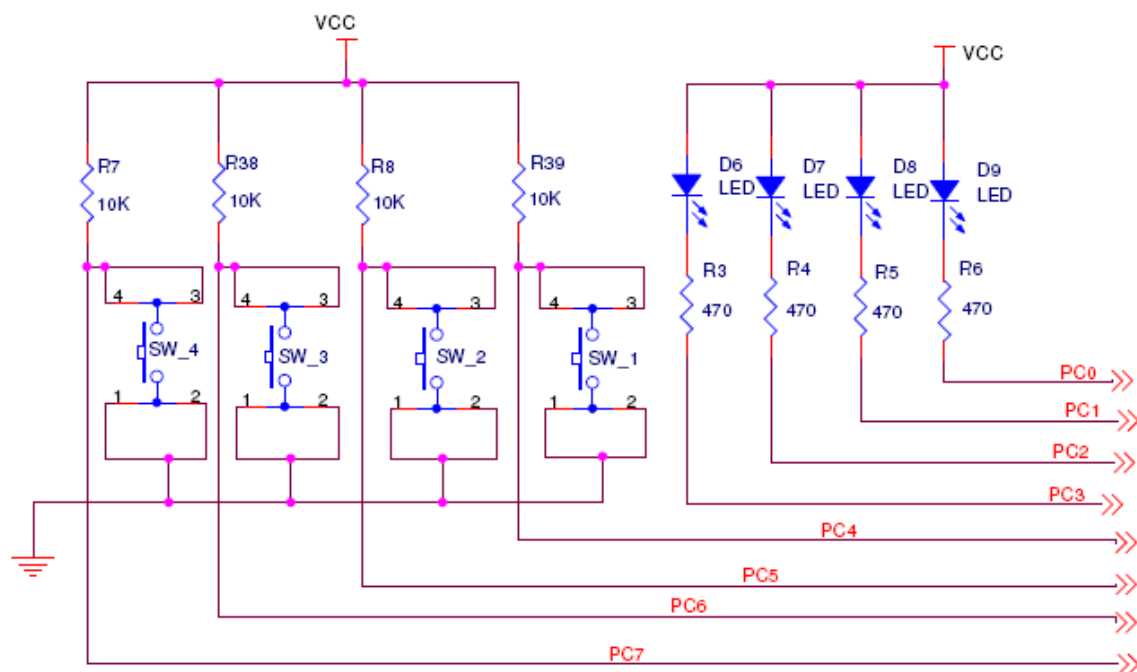 VCC
VCC
R7
10K
R38
10K
R8
10K
R39
10K
D6
LED
D7
LED
D8
LED
D9
LED
R3
470
R4
470
R5
470
R6
470
4 3
SW_4
1 2
4 3
SW_3
1 2
4 3
SW_2
1 2
4 3
SW_1
1 2
PC0
PC1
PC2
PC3
PC4
PC5
PC6
PC7